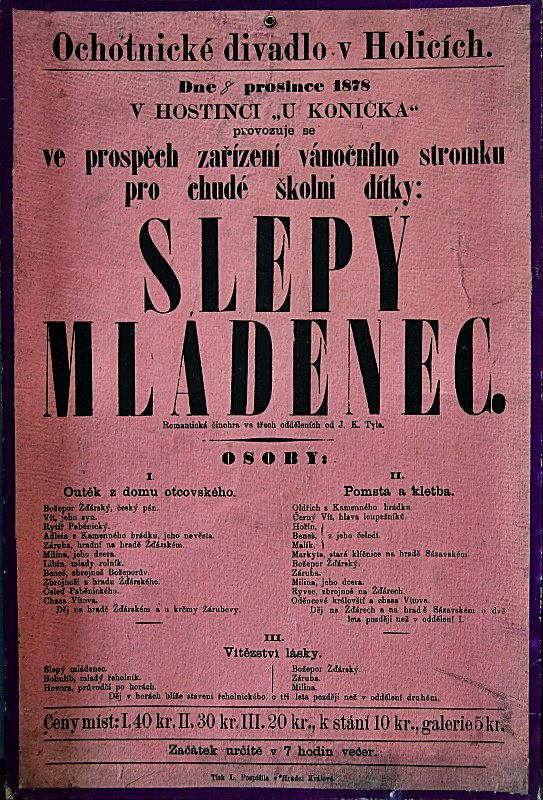 Ochotnické divadlo v Holicích.
Dne 8 prosince 1878
V HOSTINCI „U KONÍČKA“
provozuje se
ve prospěch zařízení vánočního stromku
pro chudé školní dítky:
SLEPÝ
MLÁDENEC.
Romantická činohra ve třech odděleních od J. K. Tyla.
OSOBY:
I.
Outěk z domu otcovského.
Božepor Žďárský, český pán.
Vít, jeho syn.
Rytíř Paběnický.
Adleta z Kamenného hrádku, jeho nevěsta.
Záruba, hradní na hradě Žďárském.
Milina, jeho dcera.
Libín, mladý rolník.
Beneš, zbrojnoš Božeporův.
Zbrojnoši z hradu Žďárského.
Čeleď Paběnického.
Chasa Vítova.
Děj na hradě Žďárském a u krčmy Zárubovy.
II.
Pomsta a kletba.
Oldřich z Kamenného hrádku.
Černý Vít, hlava loupežníků.
Hořín,
Beneš, z jeho čeledi.
Malík,
Markyta, stará klíčnice na hradě Sázavském.
Božepor Žďárský.
Záruba.
Milina, jeho dcera.
Ryvec, zbrojnoš na Žďárech.
Oděncové královští a chasa Vítova.
Děj na Žďárech a na hradě Sázavském o dvě
leta později než v oddělení I.
III.
Vítězství lásky.
Slepý mládenec.
Bohulib, mladý řeholník.
Hovora, průvodčí po horách.
Božepor Žďárský.
Záruba.
Milina.
Děj v horách blíže stavení řeholnického, o tři leta později než v oddělení druhém.
Ceny míst: I. 40 kr. II. 30 kr. III. 20 kr., k stání 10 kr., galerie 5 kr.
Začátek určitě v 7 hodin večer.
Tisk L. Pospíšila v Hradci Králové.